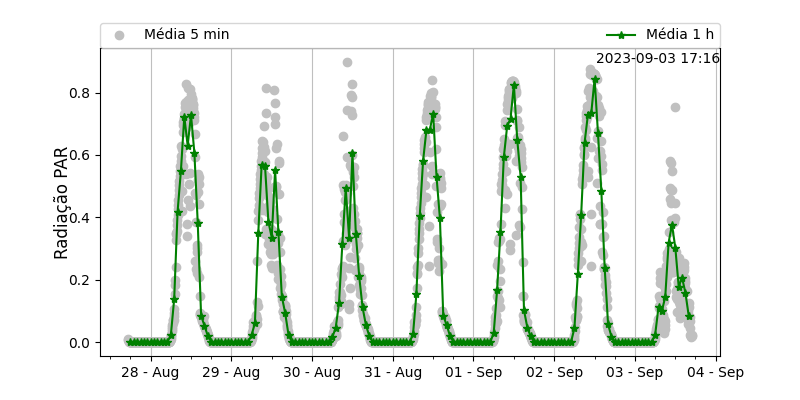 Média 5 min
Média 1 h
2023-09-03 17:16
Radiação PAR
0.8
0.6
0.4
0.2
0.0
28 - Aug
29 - Aug
30 - Aug
31 - Aug
01 - Sep
02 - Sep
03 - Sep
04 - Sep